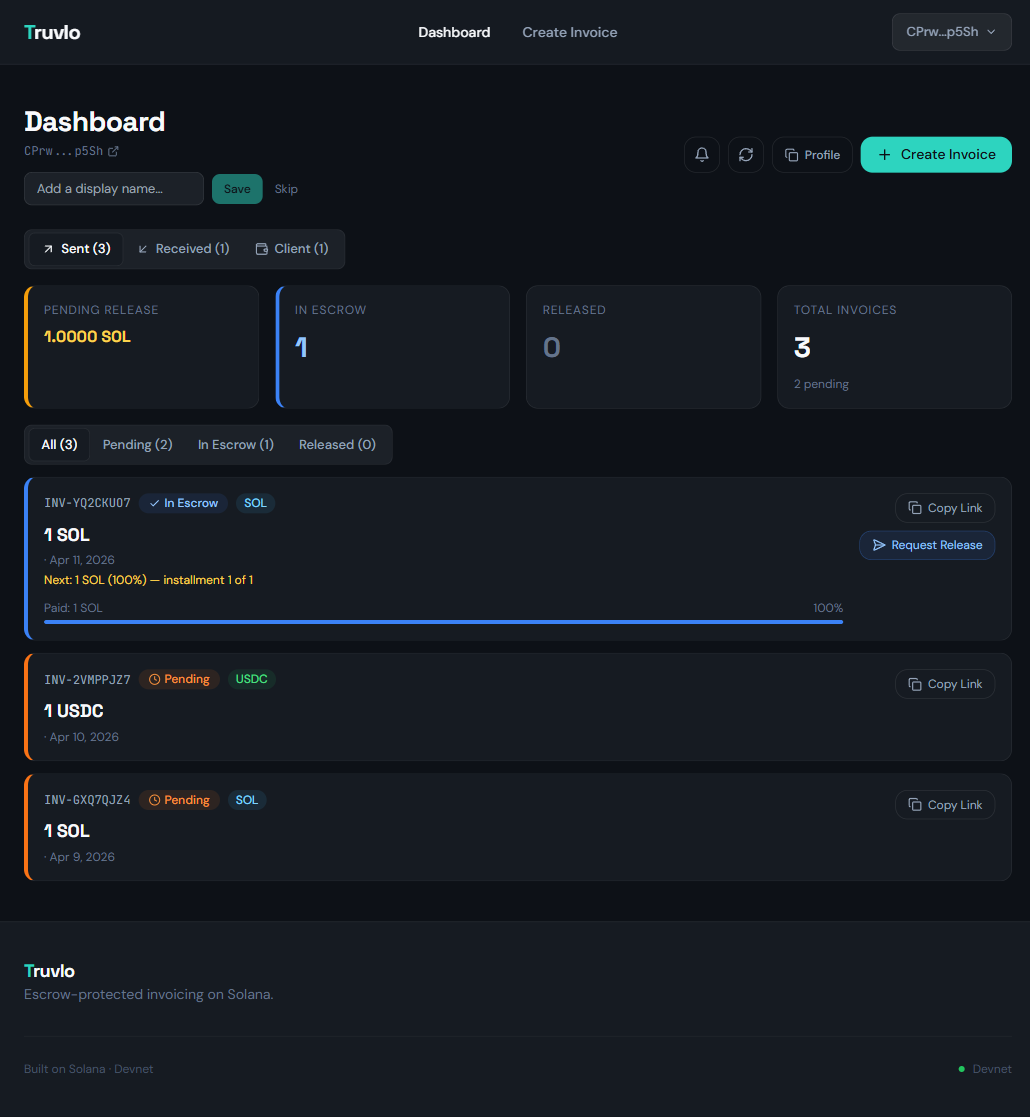 Truvlo
Dashboard
Create Invoice
CPrw...p5Sh
Dashboard
CPrw...p5Sh
Add a display name...
Save
Skip
Profile
Create Invoice
Sent (3)
Received (1)
Client (1)
PENDING RELEASE
1.0000 SOL
IN ESCROW
1
RELEASED
0
TOTAL INVOICES
3
2 pending
All (3)
Pending (2)
In Escrow (1)
Released (0)
INV-YQ2CKUO7 In Escrow SOL
Copy Link
1 SOL
Request Release
· Apr 11, 2026
Next: 1 SOL (100%) — installment 1 of 1
Paid: 1 SOL
100%
INV-2VMPPJZ7 Pending USDC
Copy Link
1 USDC
· Apr 10, 2026
INV-GXQ7QJZ4 Pending SOL
Copy Link
1 SOL
· Apr 9, 2026
Truvlo
Escrow-protected invoicing on Solana.
Built on Solana · Devnet
Devnet